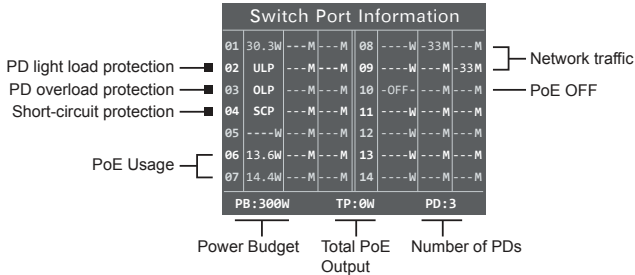 Switch Port Information
01 30.3W ---M ---M 08 ----W -33M ---M
02 ULP ---M ---M 09 ----W ---M -33M
03 OLP ---M ---M 10 -OFF- ---M ---M
04 SCP ---M ---M 11 ----W ---M ---M
05 ----W ---M ---M 12 ----W ---M ---M
06 13.6W ---M ---M 13 ----W ---M ---M
07 14.4W ---M ---M 14 ----W ---M ---M
PB:300W TP:0W PD:3
PD light load protection
PD overload protection
Short-circuit protection
PoE Usage
Network traffic
PoE OFF
Power Budget
Total PoE
Output
Number of PDs